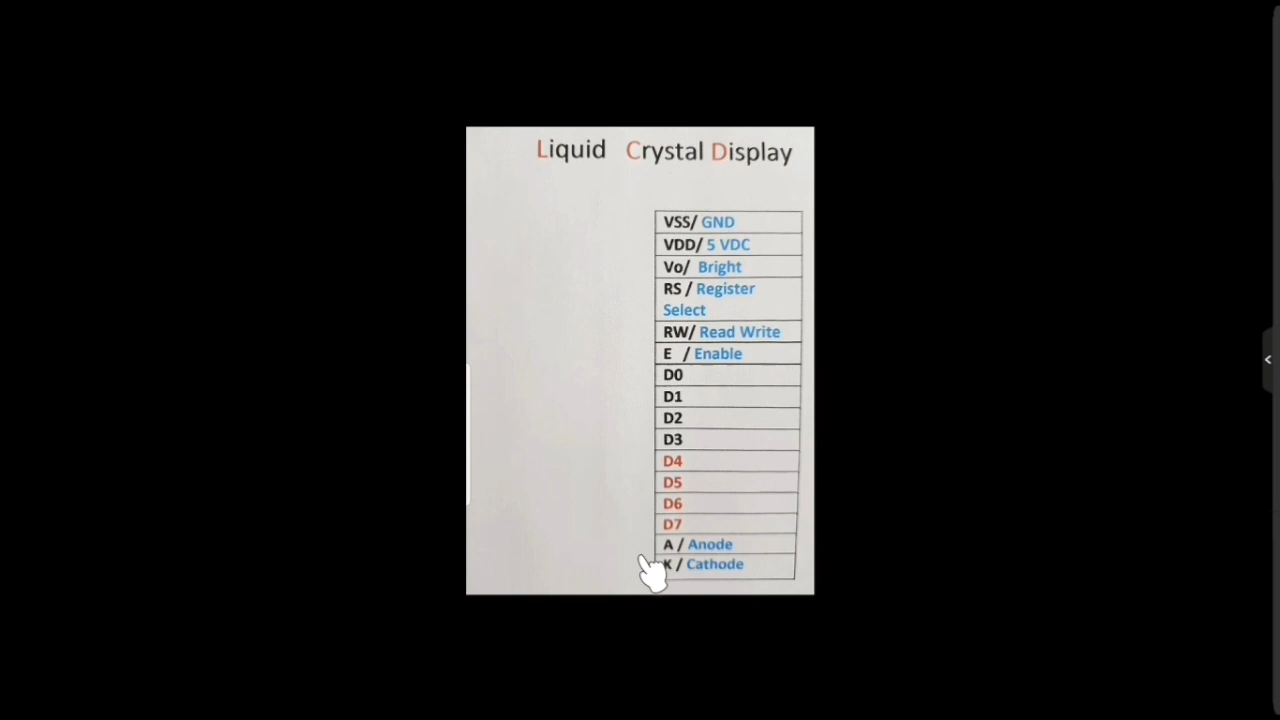 Liquid Crystal Display
VSS/ GND
VDD/ 5 VDC
Vo/ Bright
RS / Register
Select
RW/ Read Write
E / Enable
D0
D1
D2
D3
D4
D5
D6
D7
A / Anode
K / Cathode